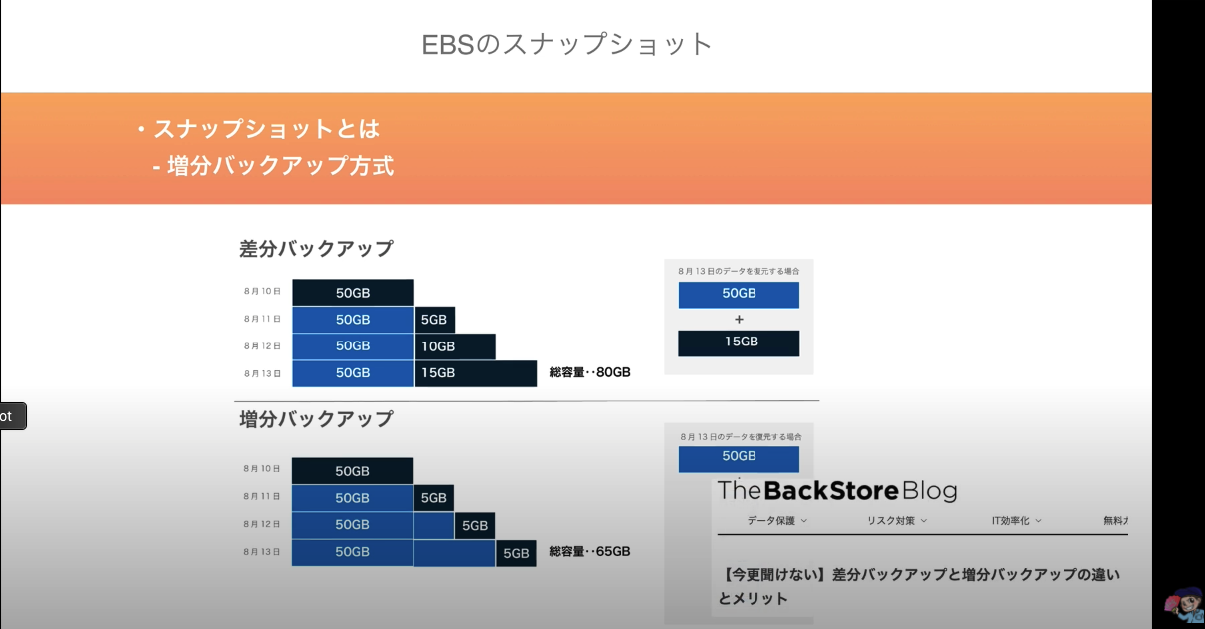 EBSのスナップショット
・スナップショットとは
- 増分バックアップ方式
差分バックアップ
8月10日 50GB
8月11日 50GB 5GB
8月12日 50GB 10GB
8月13日 50GB 15GB 総容量‥80GB
8月13日のデータを復元する場合
50GB
+
15GB
増分バックアップ
8月10日 50GB
8月11日 50GB 5GB
8月12日 50GB 5GB
8月13日 50GB 5GB 総容量‥65GB
8月13日のデータを復元する場合
50GB
TheBackStoreBlog
データ保護 リスク対策 IT効率化 無料
【今更聞けない】差分バックアップと増分バックアップの違い
とメリット
ot